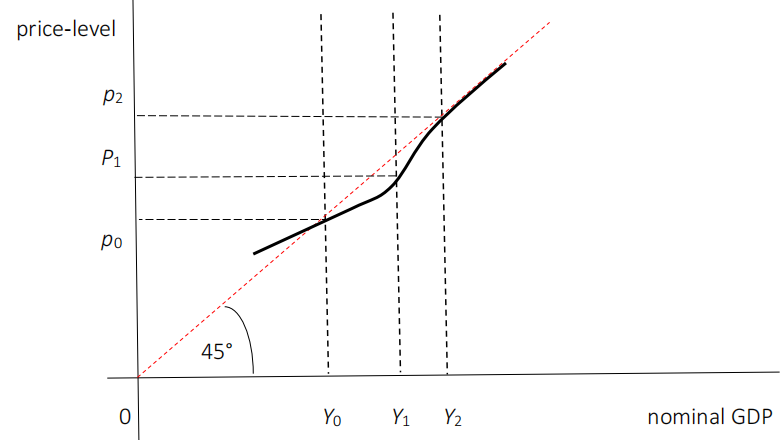 price-level
p₂
P₁
p₀
45°
0 Y₀ Y₁ Y₂ nominal GDP